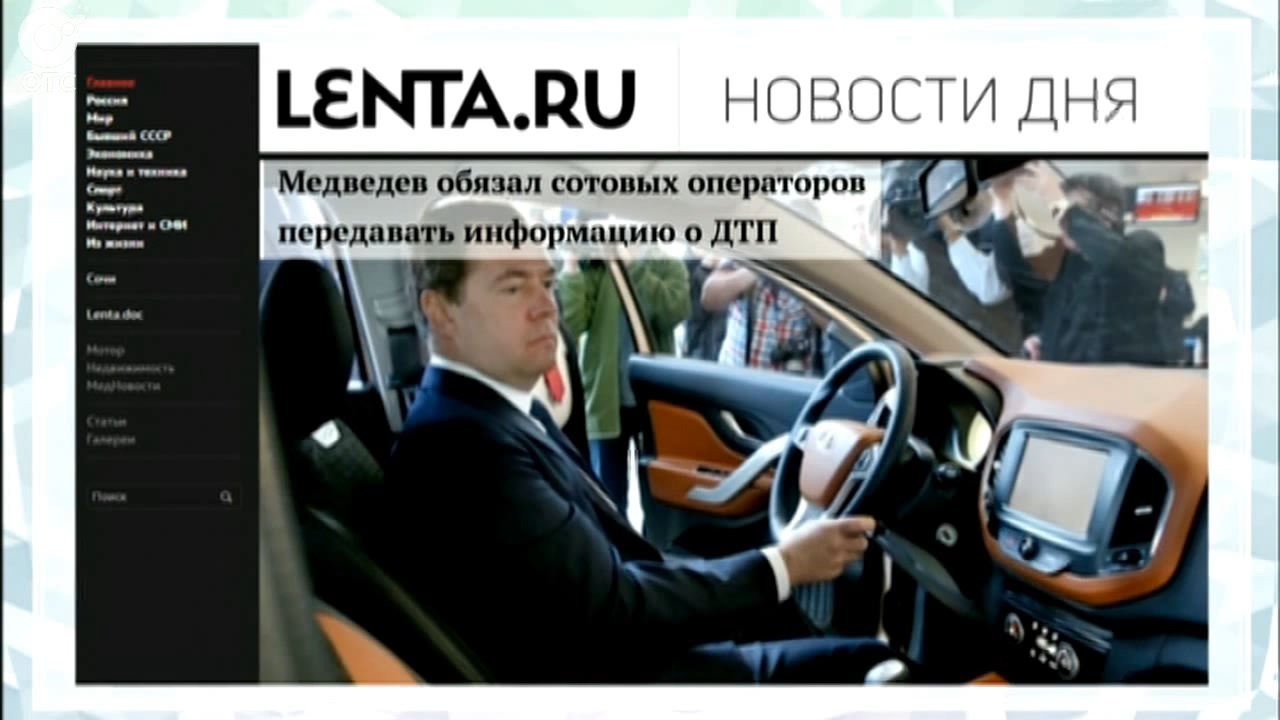 ОТС
LENTA.RU
НОВОСТИ ДНЯ
Главное
Россия
Мир
Бывший СССР
Экономика
Наука и техника
Спорт
Культура
Интернет и СМИ
Из жизни
Сочи
Lenta.doc
Мотор
Недвижимость
МедНовости
Статьи
Галереи
Поиск
Медведев обязал сотовых операторов
передавать информацию о ДТП